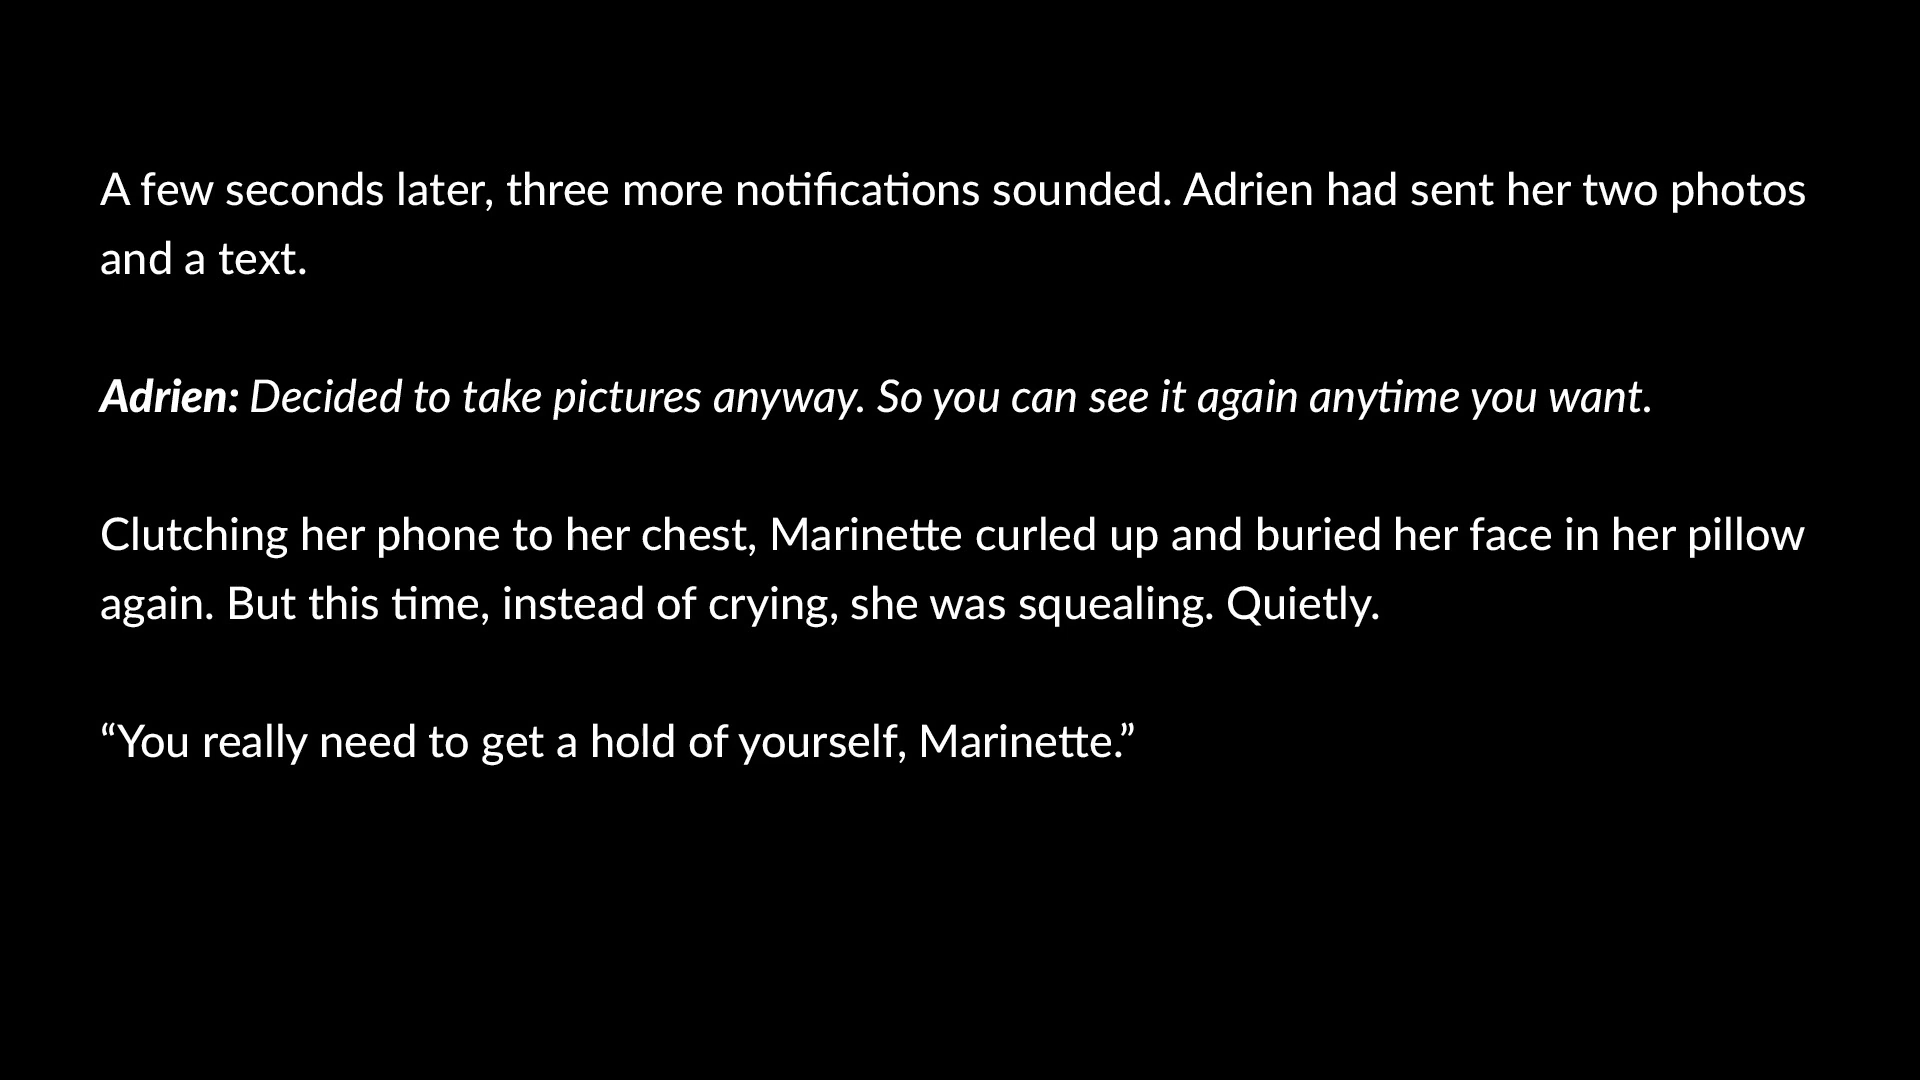 A few seconds later, three more notifications sounded. Adrien had sent her two photos
and a text.
Adrien: Decided to take pictures anyway. So you can see it again anytime you want.
Clutching her phone to her chest, Marinette curled up and buried her face in her pillow
again. But this time, instead of crying, she was squealing. Quietly.
“You really need to get a hold of yourself, Marinette.”